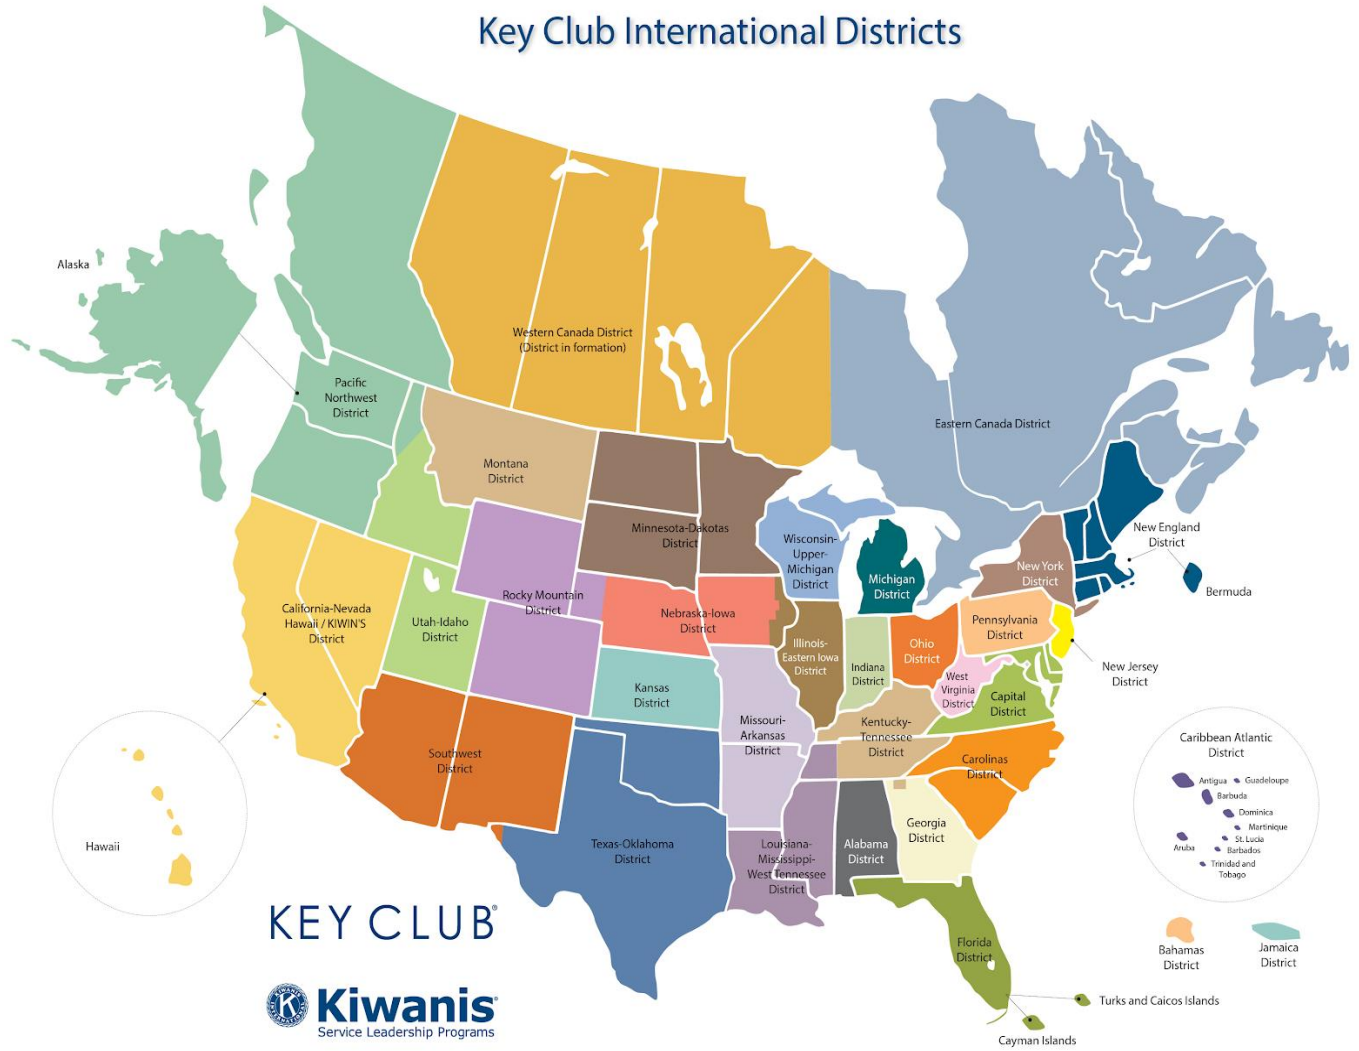 Key Club International Districts
Alaska
Western Canada District
(District in formation)
Pacific
Northwest
District
Eastern Canada District
Montana
District
Minnesota-Dakotas
District
Wisconsin-
Upper-
Michigan
District
Michigan
District
New York
District
New England
District
Bermuda
California-Nevada
Hawaii / KIWIN'S
District
Utah-Idaho
District
Rocky Mountain
District
Nebraska-Iowa
District
Illinois-
Eastern Iowa
District
Indiana
District
Ohio
District
Pennsylvania
District
New Jersey
District
West
Virginia
District
Capital
District
Kansas
District
Missouri-
Arkansas
District
Kentucky-
Tennessee
District
Southwest
District
Carolinas
District
Texas-Oklahoma
District
Louisiana-
Mississippi-
West Tennessee
District
Alabama
District
Georgia
District
Florida
District
Hawaii
Caribbean Atlantic
District
Antigua
Guadeloupe
Barbuda
Dominica
Martinique
St. Lucia
Aruba
Barbados
Trinidad and
Tobago
Bahamas
District
Jamaica
District
Turks and Caicos Islands
Cayman Islands
KEY CLUB®
Kiwanis®
Service Leadership Programs